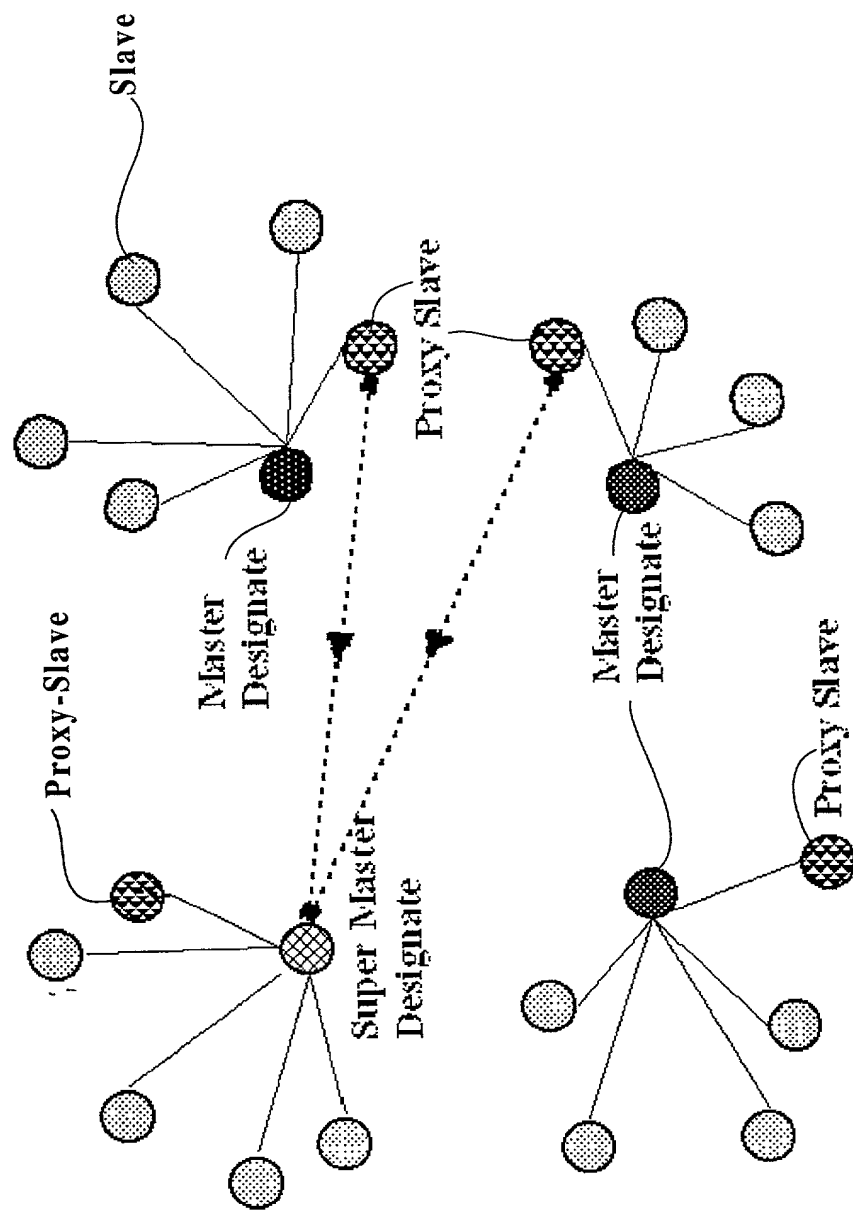 Proxy-Slave
Slave
Master
Designate
Super Master
Designate
Proxy Slave
Master
Designate
Proxy Slave